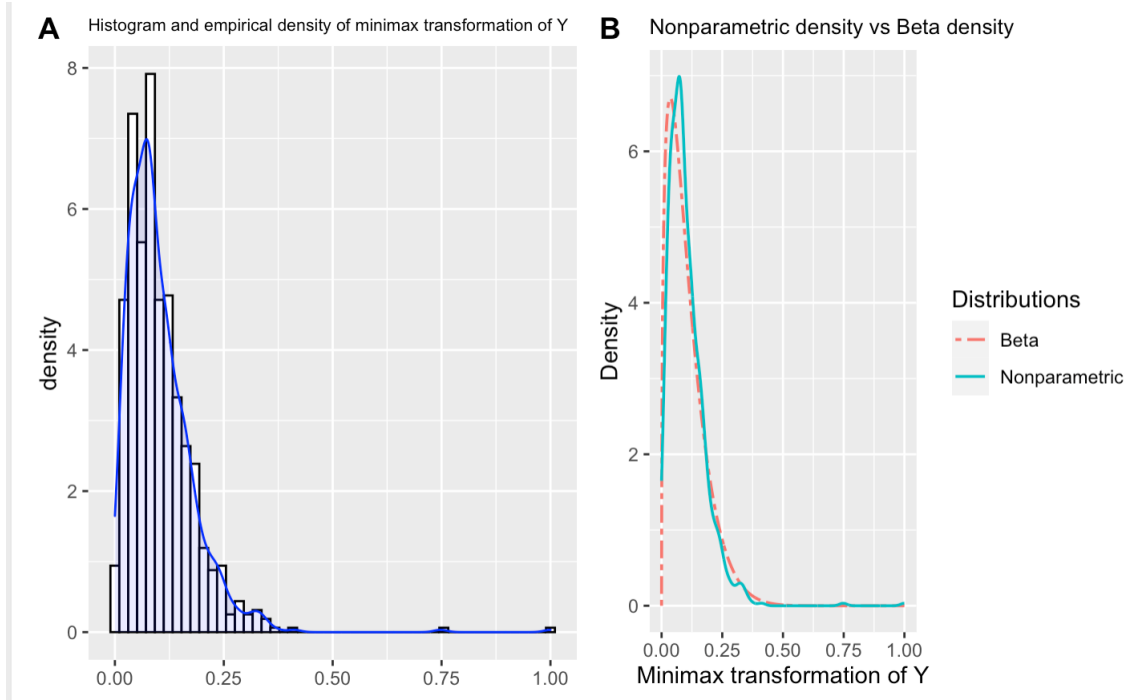 A
Histogram and empirical density of minimax transformation of Y
8
6
4
2
0
density
0.00 0.25 0.50 0.75 1.00
B
Nonparametric density vs Beta density
6
4
2
0
Density
0.00 0.25 0.50 0.75 1.00
Minimax transformation of Y
Distributions
Beta
Nonparametric